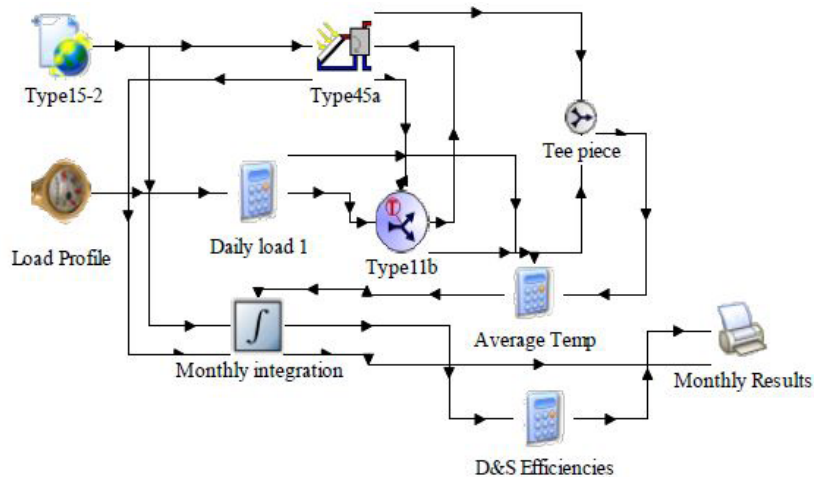 Type15-2
Type45a
Tee piece
Load Profile
Daily load 1
T
Type11b
Average Temp
∫
Monthly integration
Monthly Results
D&S Efficiencies